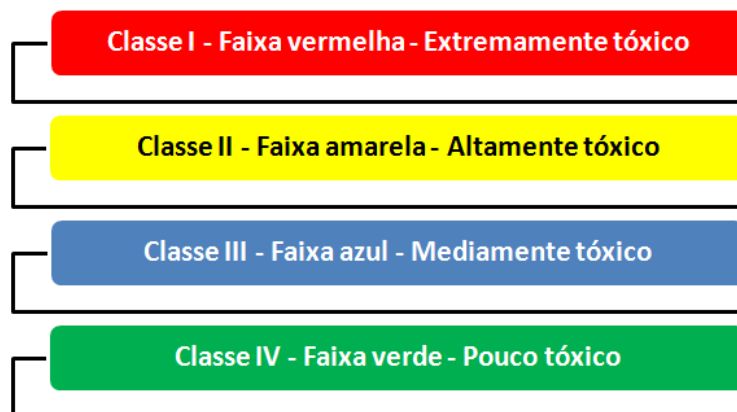 Classe I - Faixa vermelha - Extremamente tóxico
Classe II - Faixa amarela - Altamente tóxico
Classe III - Faixa azul - Mediamente tóxico
Classe IV - Faixa verde - Pouco tóxico